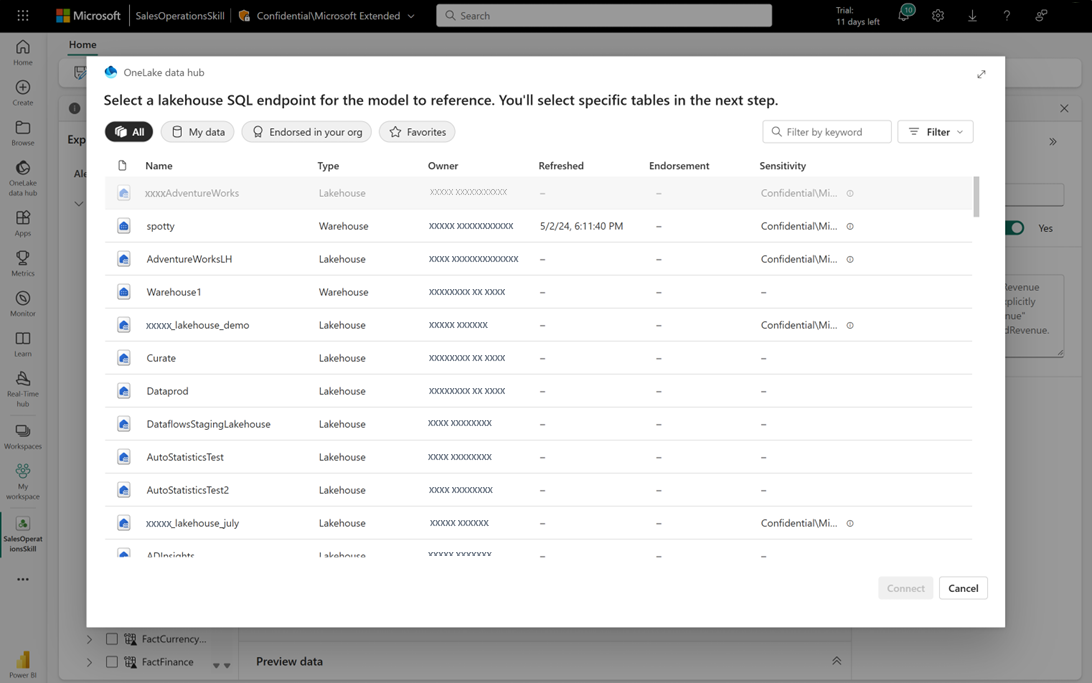 Microsoft SalesOperationsSkill Confidential\Microsoft Extended Search Trial: 11 days left 10 ?
Home
Home
Create
Browse
OneLake data hub
Apps
Metrics
Monitor
Learn
Real-Time hub
Workspaces
My workspace
SalesOperationsSkill
Power BI
OneLake data hub
Select a lakehouse SQL endpoint for the model to reference. You'll select specific tables in the next step.
All My data Endorsed in your org Favorites Filter by keyword Filter
Name Type Owner Refreshed Endorsement Sensitivity
xxxxAdventureWorks Lakehouse XXXXX XXXXXXXXXXX – – Confidential\Mi...
spotty Warehouse XXXXX XXXXXXXXXXX 5/2/24, 6:11:40 PM – Confidential\Mi...
AdventureWorksLH Lakehouse XXXX XXXXXXXXXXXXX – – Confidential\Mi...
Warehouse1 Warehouse XXXXXXXX XX XXXX – – –
xxxxx_lakehouse_demo Lakehouse XXXXX XXXXXX – – Confidential\Mi...
Curate Lakehouse XXXXXXXX XX XXXX – – –
Dataprod Lakehouse XXXXXXXX XX XXXX – – –
DataflowsStagingLakehouse Lakehouse XXXX XXXXXXXX – – –
AutoStatisticsTest Lakehouse XXXX XXXXXXXX – – –
AutoStatisticsTest2 Lakehouse XXXX XXXXXXXX – – –
xxxxx_lakehouse_july Lakehouse XXXXX XXXXXX – – Confidential\Mi...
ADInsights Lakehouse XXXXX XXXXXXX – – –
Connect Cancel
Exp
Ale
Yes
Revenue
plicitly
nue"
dRevenue.
FactCurrency...
FactFinance
Preview data